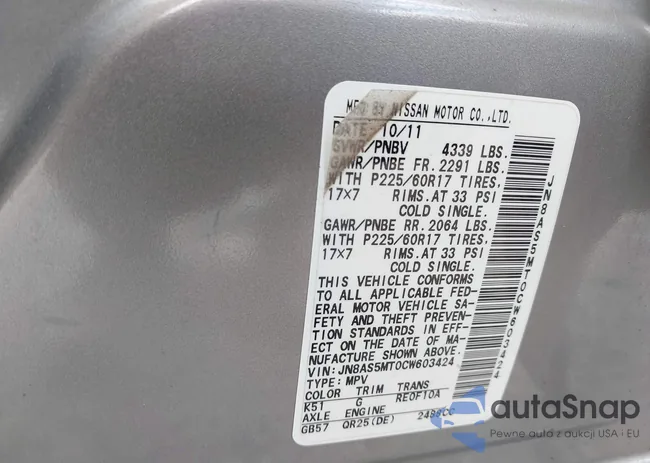 MFD BY NISSAN MOTOR CO.,LTD.
DATE: 10/11
GVWR/PNBV 4339 LBS.
GAWR/PNBE FR. 2291 LBS.
WITH P225/60R17 TIRES,
17×7 RIMS.AT 33 PSI
COLD SINGLE.
GAWR/PNBE RR. 2064 LBS.
WITH P225/60R17 TIRES,
17×7 RIMS.AT 33 PSI
COLD SINGLE.
THIS VEHICLE CONFORMS
TO ALL APPLICABLE FED-
ERAL MOTOR VEHICLE SA-
FETY AND THEFT PREVEN-
TION STANDARDS IN EFF-
ECT ON THE DATE OF MA-
NUFACTURE SHOWN ABOVE.
VIN: JN8AS5MT0CW603424
TYPE: MPV
COLOR TRIM TRANS
K51 G RE0F10A
AXLE ENGINE
GB57 QR25(DE) 2488CC
JN8AS5MT0CW603424
autaSnap
Pewne auta z aukcji USA i EU